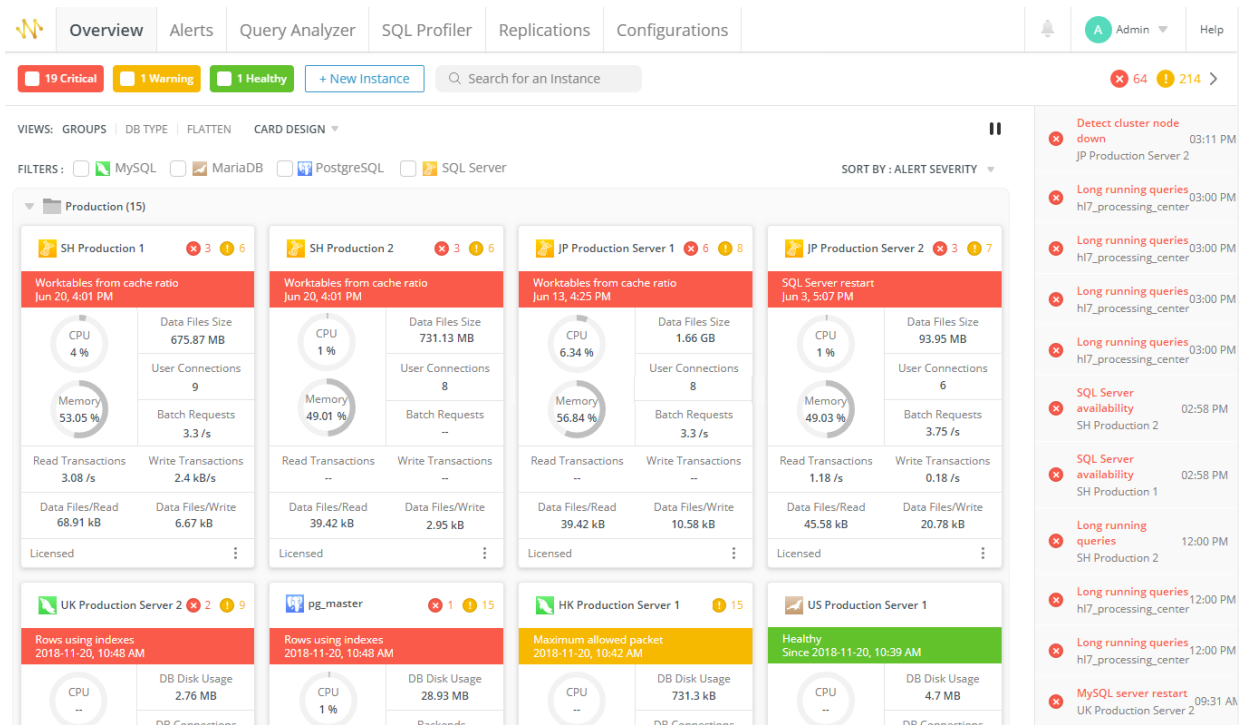 Overview Alerts Query Analyzer SQL Profiler Replications Configurations A Admin Help
19 Critical 1 Warning 1 Healthy + New Instance Search for an Instance 64 214
VIEWS: GROUPS DB TYPE FLATTEN CARD DESIGN
FILTERS : MySQL MariaDB PostgreSQL SQL Server SORT BY : ALERT SEVERITY
Production (15)
SH Production 1 3 6
Worktables from cache ratio
Jun 20, 4:01 PM
CPU
4 %
Memory
53.05 %
Data Files Size
675.87 MB
User Connections
9
Batch Requests
3.3 /s
Read Transactions Write Transactions
3.08 /s 2.4 kB/s
Data Files/Read Data Files/Write
68.91 kB 6.67 kB
Licensed
SH Production 2 3 6
Worktables from cache ratio
Jun 20, 4:01 PM
CPU
1 %
Memory
49.01 %
Data Files Size
731.13 MB
User Connections
8
Batch Requests
--
Read Transactions Write Transactions
-- --
Data Files/Read Data Files/Write
39.42 kB 2.95 kB
Licensed
JP Production Server 1 6 8
Worktables from cache ratio
Jun 13, 4:25 PM
CPU
6.34 %
Memory
56.84 %
Data Files Size
1.66 GB
User Connections
8
Batch Requests
3.3 /s
Read Transactions Write Transactions
-- --
Data Files/Read Data Files/Write
39.42 kB 10.58 kB
Licensed
JP Production Server 2 3 7
SQL Server restart
Jun 3, 5:07 PM
CPU
1 %
Memory
49.03 %
Data Files Size
93.95 MB
User Connections
6
Batch Requests
3.75 /s
Read Transactions Write Transactions
1.18 /s 0.18 /s
Data Files/Read Data Files/Write
45.58 kB 20.78 kB
Licensed
UK Production Server 2 2 9
Rows using indexes
2018-11-20, 10:48 AM
CPU
--
DB Disk Usage
2.76 MB
DB Connections
pg_master 1 15
Rows using indexes
2018-11-20, 10:48 AM
CPU
1 %
DB Disk Usage
28.93 MB
Backends
HK Production Server 1 15
Maximum allowed packet
2018-11-20, 10:42 AM
CPU
--
DB Disk Usage
731.3 kB
DB Connections
US Production Server 1
Healthy
Since 2018-11-20, 10:39 AM
CPU
--
DB Disk Usage
4.7 MB
DB Connections
Detect cluster node
down 03:11 PM
JP Production Server 2
Long running queries 03:00 PM
hl7_processing_center
Long running queries 03:00 PM
hl7_processing_center
Long running queries 03:00 PM
hl7_processing_center
Long running queries 03:00 PM
hl7_processing_center
SQL Server
availability 02:58 PM
SH Production 2
SQL Server
availability 02:58 PM
SH Production 1
Long running
queries 12:00 PM
SH Production 2
Long running queries 12:00 PM
hl7_processing_center
Long running queries 12:00 PM
hl7_processing_center
MySQL server restart 09:31 AM
UK Production Server 2